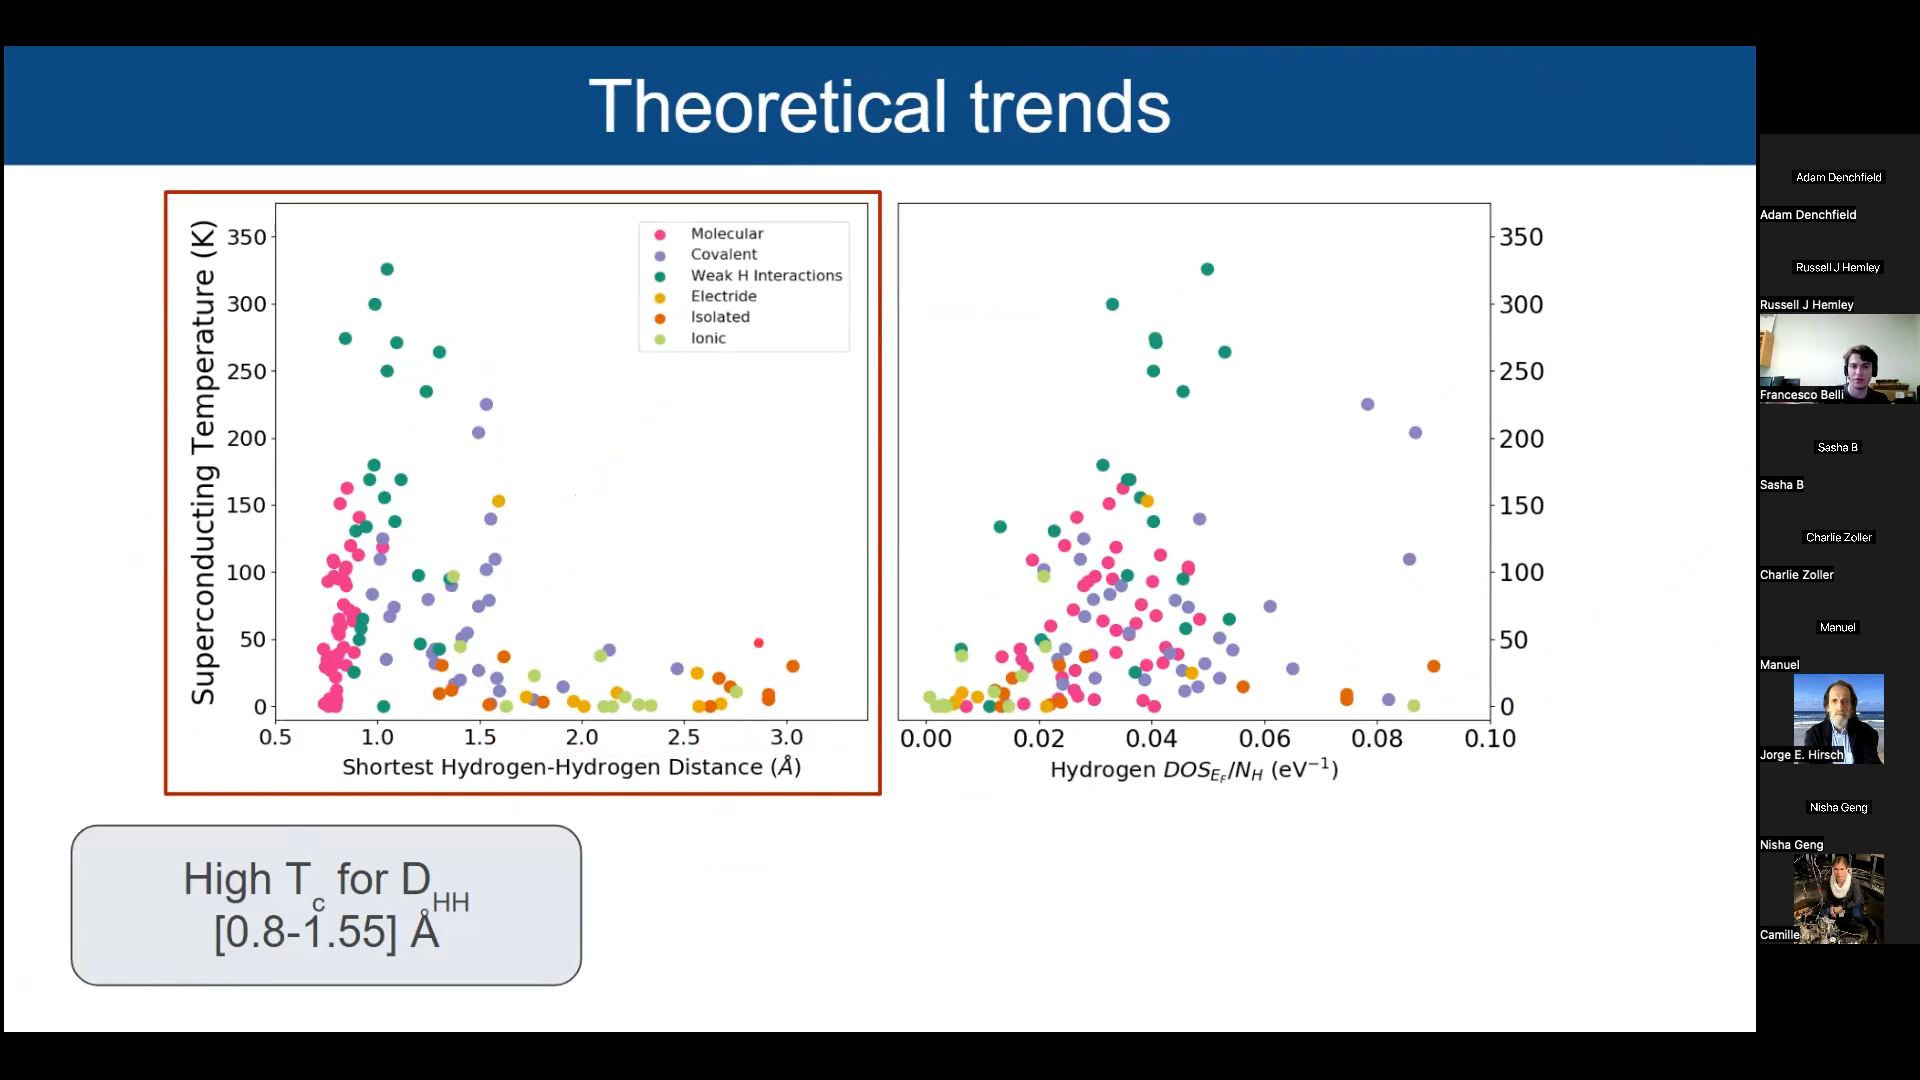 Theoretical trends
Superconducting Temperature (K)
350
300
250
200
150
100
50
0
0.5 1.0 1.5 2.0 2.5 3.0
Shortest Hydrogen-Hydrogen Distance (Å)
Molecular
Covalent
Weak H Interactions
Electride
Isolated
Ionic
350
300
250
200
150
100
50
0
0.00 0.02 0.04 0.06 0.08 0.10
Hydrogen DOS_{E_F}/N_H (eV⁻¹)
High T_c for D_HH
[0.8-1.55] Å
Adam Denchfield
Adam Denchfield
Russell J Hemley
Russell J Hemley
Francesco Belli
Sasha B
Sasha B
Charlie Zoller
Charlie Zoller
Manuel
Manuel
Jorge E. Hirsch
Nisha Geng
Nisha Geng
Camille